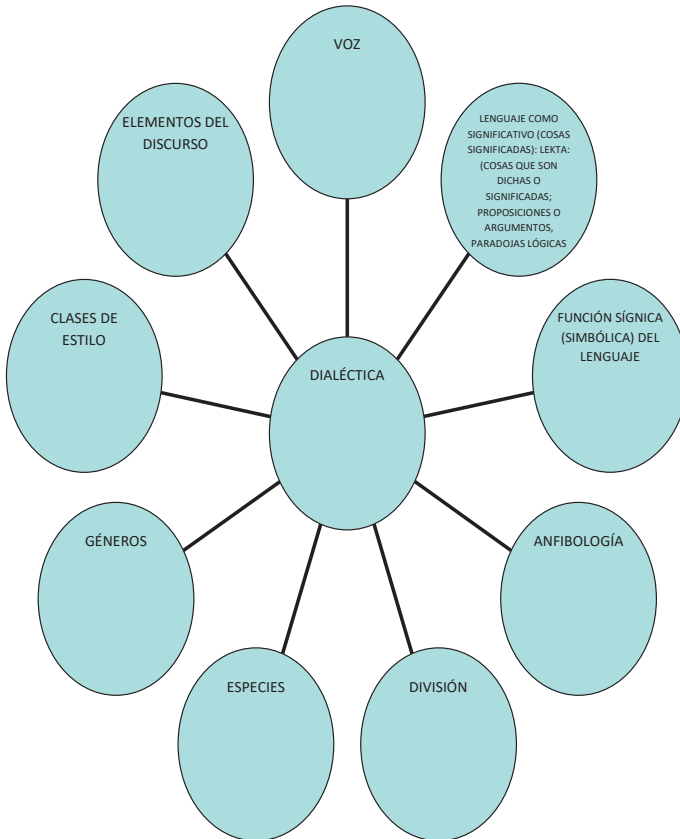 VOZ
ELEMENTOS DEL
DISCURSO
LENGUAJE COMO
SIGNIFICATIVO (COSAS
SIGNIFICADAS): LEKTA:
(COSAS QUE SON
DICHAS O
SIGNIFICADAS;
PROPOSICIONES O
ARGUMENTOS,
PARADOJAS LÓGICAS
CLASES DE
ESTILO
FUNCIÓN SÍGNICA
(SIMBÓLICA) DEL
LENGUAJE
DIALÉCTICA
GÉNEROS
ANFIBOLOGÍA
ESPECIES
DIVISIÓN